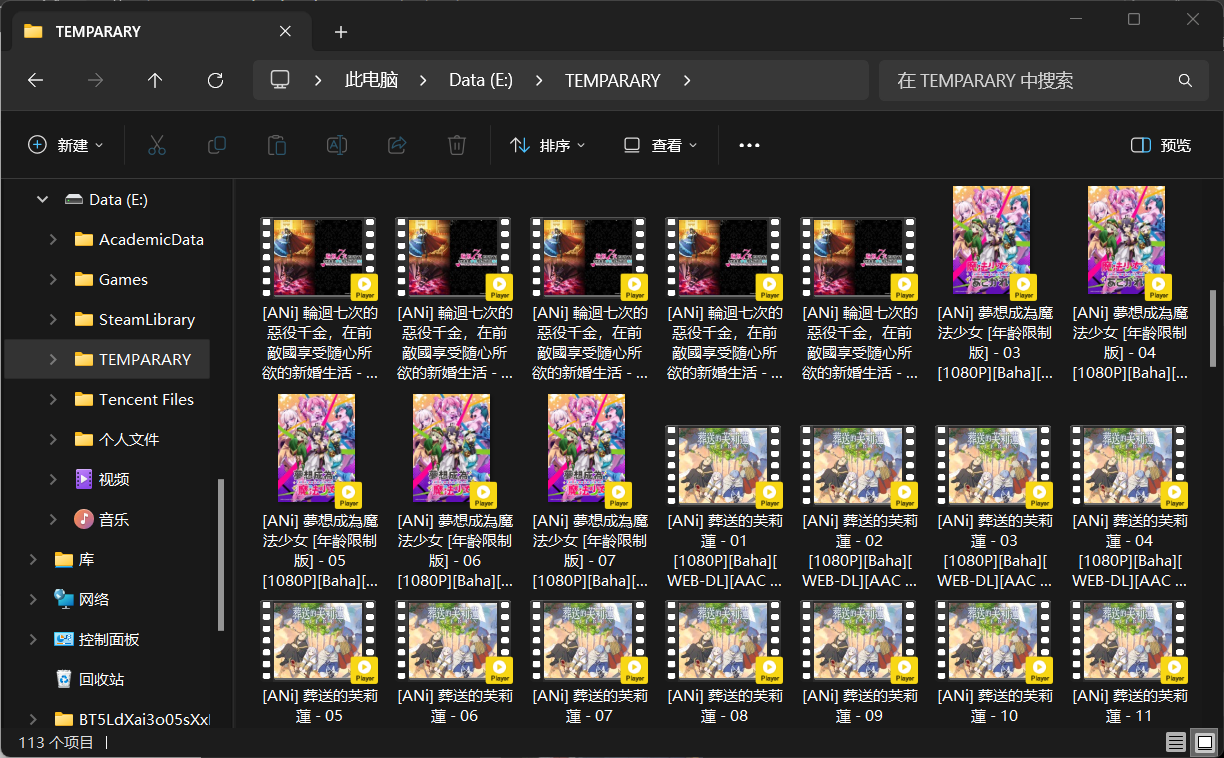 TEMPARARY
此电脑 Data (E:) TEMPARARY
在 TEMPARARY 中搜索
新建
排序
查看
预览
Data (E:)
AcademicData
Games
SteamLibrary
TEMPARARY
Tencent Files
个人文件
视频
音乐
库
网络
控制面板
回收站
BT5LdXai3o05sXx
[ANi] 輪迴七次的
惡役千金，在前
敵國享受隨心所
欲的新婚生活 - ...
[ANi] 輪迴七次的
惡役千金，在前
敵國享受隨心所
欲的新婚生活 - ...
[ANi] 輪迴七次的
惡役千金，在前
敵國享受隨心所
欲的新婚生活 - ...
[ANi] 輪迴七次的
惡役千金，在前
敵國享受隨心所
欲的新婚生活 - ...
[ANi] 輪迴七次的
惡役千金，在前
敵國享受隨心所
欲的新婚生活 - ...
[ANi] 夢想成為魔
法少女 [年龄限制
版] - 03
[1080P][Baha][...
[ANi] 夢想成為魔
法少女 [年龄限制
版] - 04
[1080P][Baha][...
[ANi] 夢想成為魔
法少女 [年龄限制
版] - 05
[1080P][Baha][...
[ANi] 夢想成為魔
法少女 [年龄限制
版] - 06
[1080P][Baha][...
[ANi] 夢想成為魔
法少女 [年龄限制
版] - 07
[1080P][Baha][...
[ANi] 葬送的芙莉
蓮 - 01
[1080P][Baha][
WEB-DL][AAC ...
[ANi] 葬送的芙莉
蓮 - 02
[1080P][Baha][
WEB-DL][AAC ...
[ANi] 葬送的芙莉
蓮 - 03
[1080P][Baha][
WEB-DL][AAC ...
[ANi] 葬送的芙莉
蓮 - 04
[1080P][Baha][
WEB-DL][AAC ...
[ANi] 葬送的芙莉
蓮 - 05
[ANi] 葬送的芙莉
蓮 - 06
[ANi] 葬送的芙莉
蓮 - 07
[ANi] 葬送的芙莉
蓮 - 08
[ANi] 葬送的芙莉
蓮 - 09
[ANi] 葬送的芙莉
蓮 - 10
[ANi] 葬送的芙莉
蓮 - 11
113 个项目